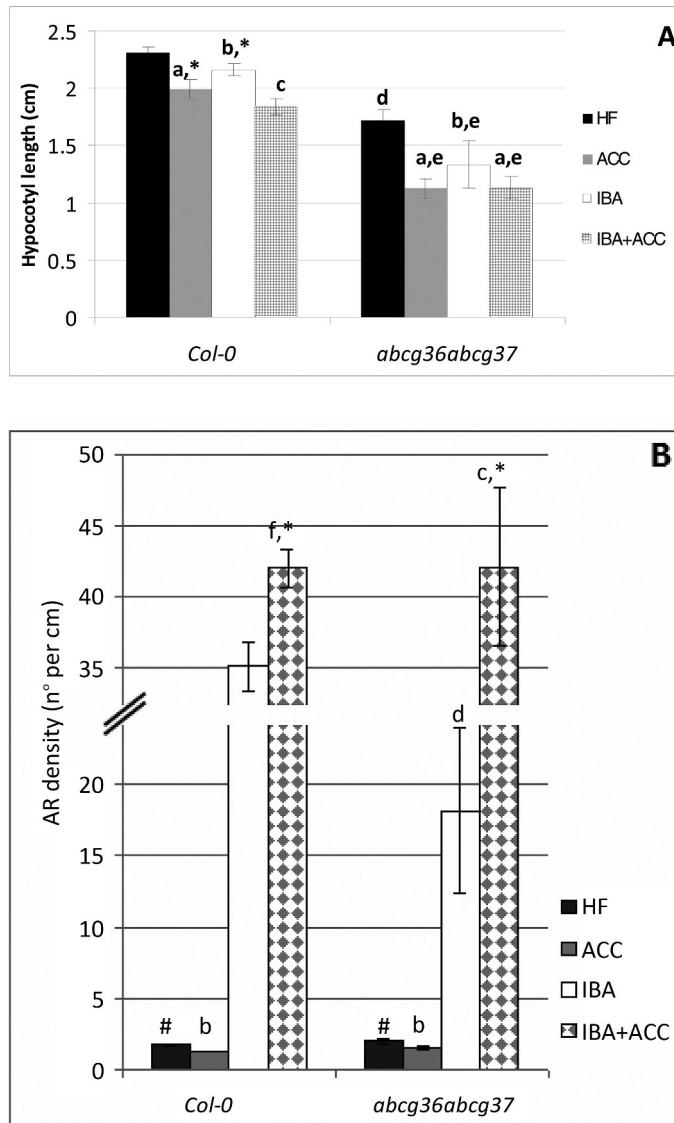 A
2.5
2
1.5
1
0.5
0
Hypocotyl length (cm)
a,*
b,*
c
d
a,e
b,e
a,e
HF
ACC
IBA
IBA+ACC
Col-0 abcg36abcg37
B
50
45
40
35
20
15
10
5
0
AR density (n° per cm)
f,*
c,*
d
# b # b
HF
ACC
IBA
IBA+ACC
Col-0 abcg36abcg37